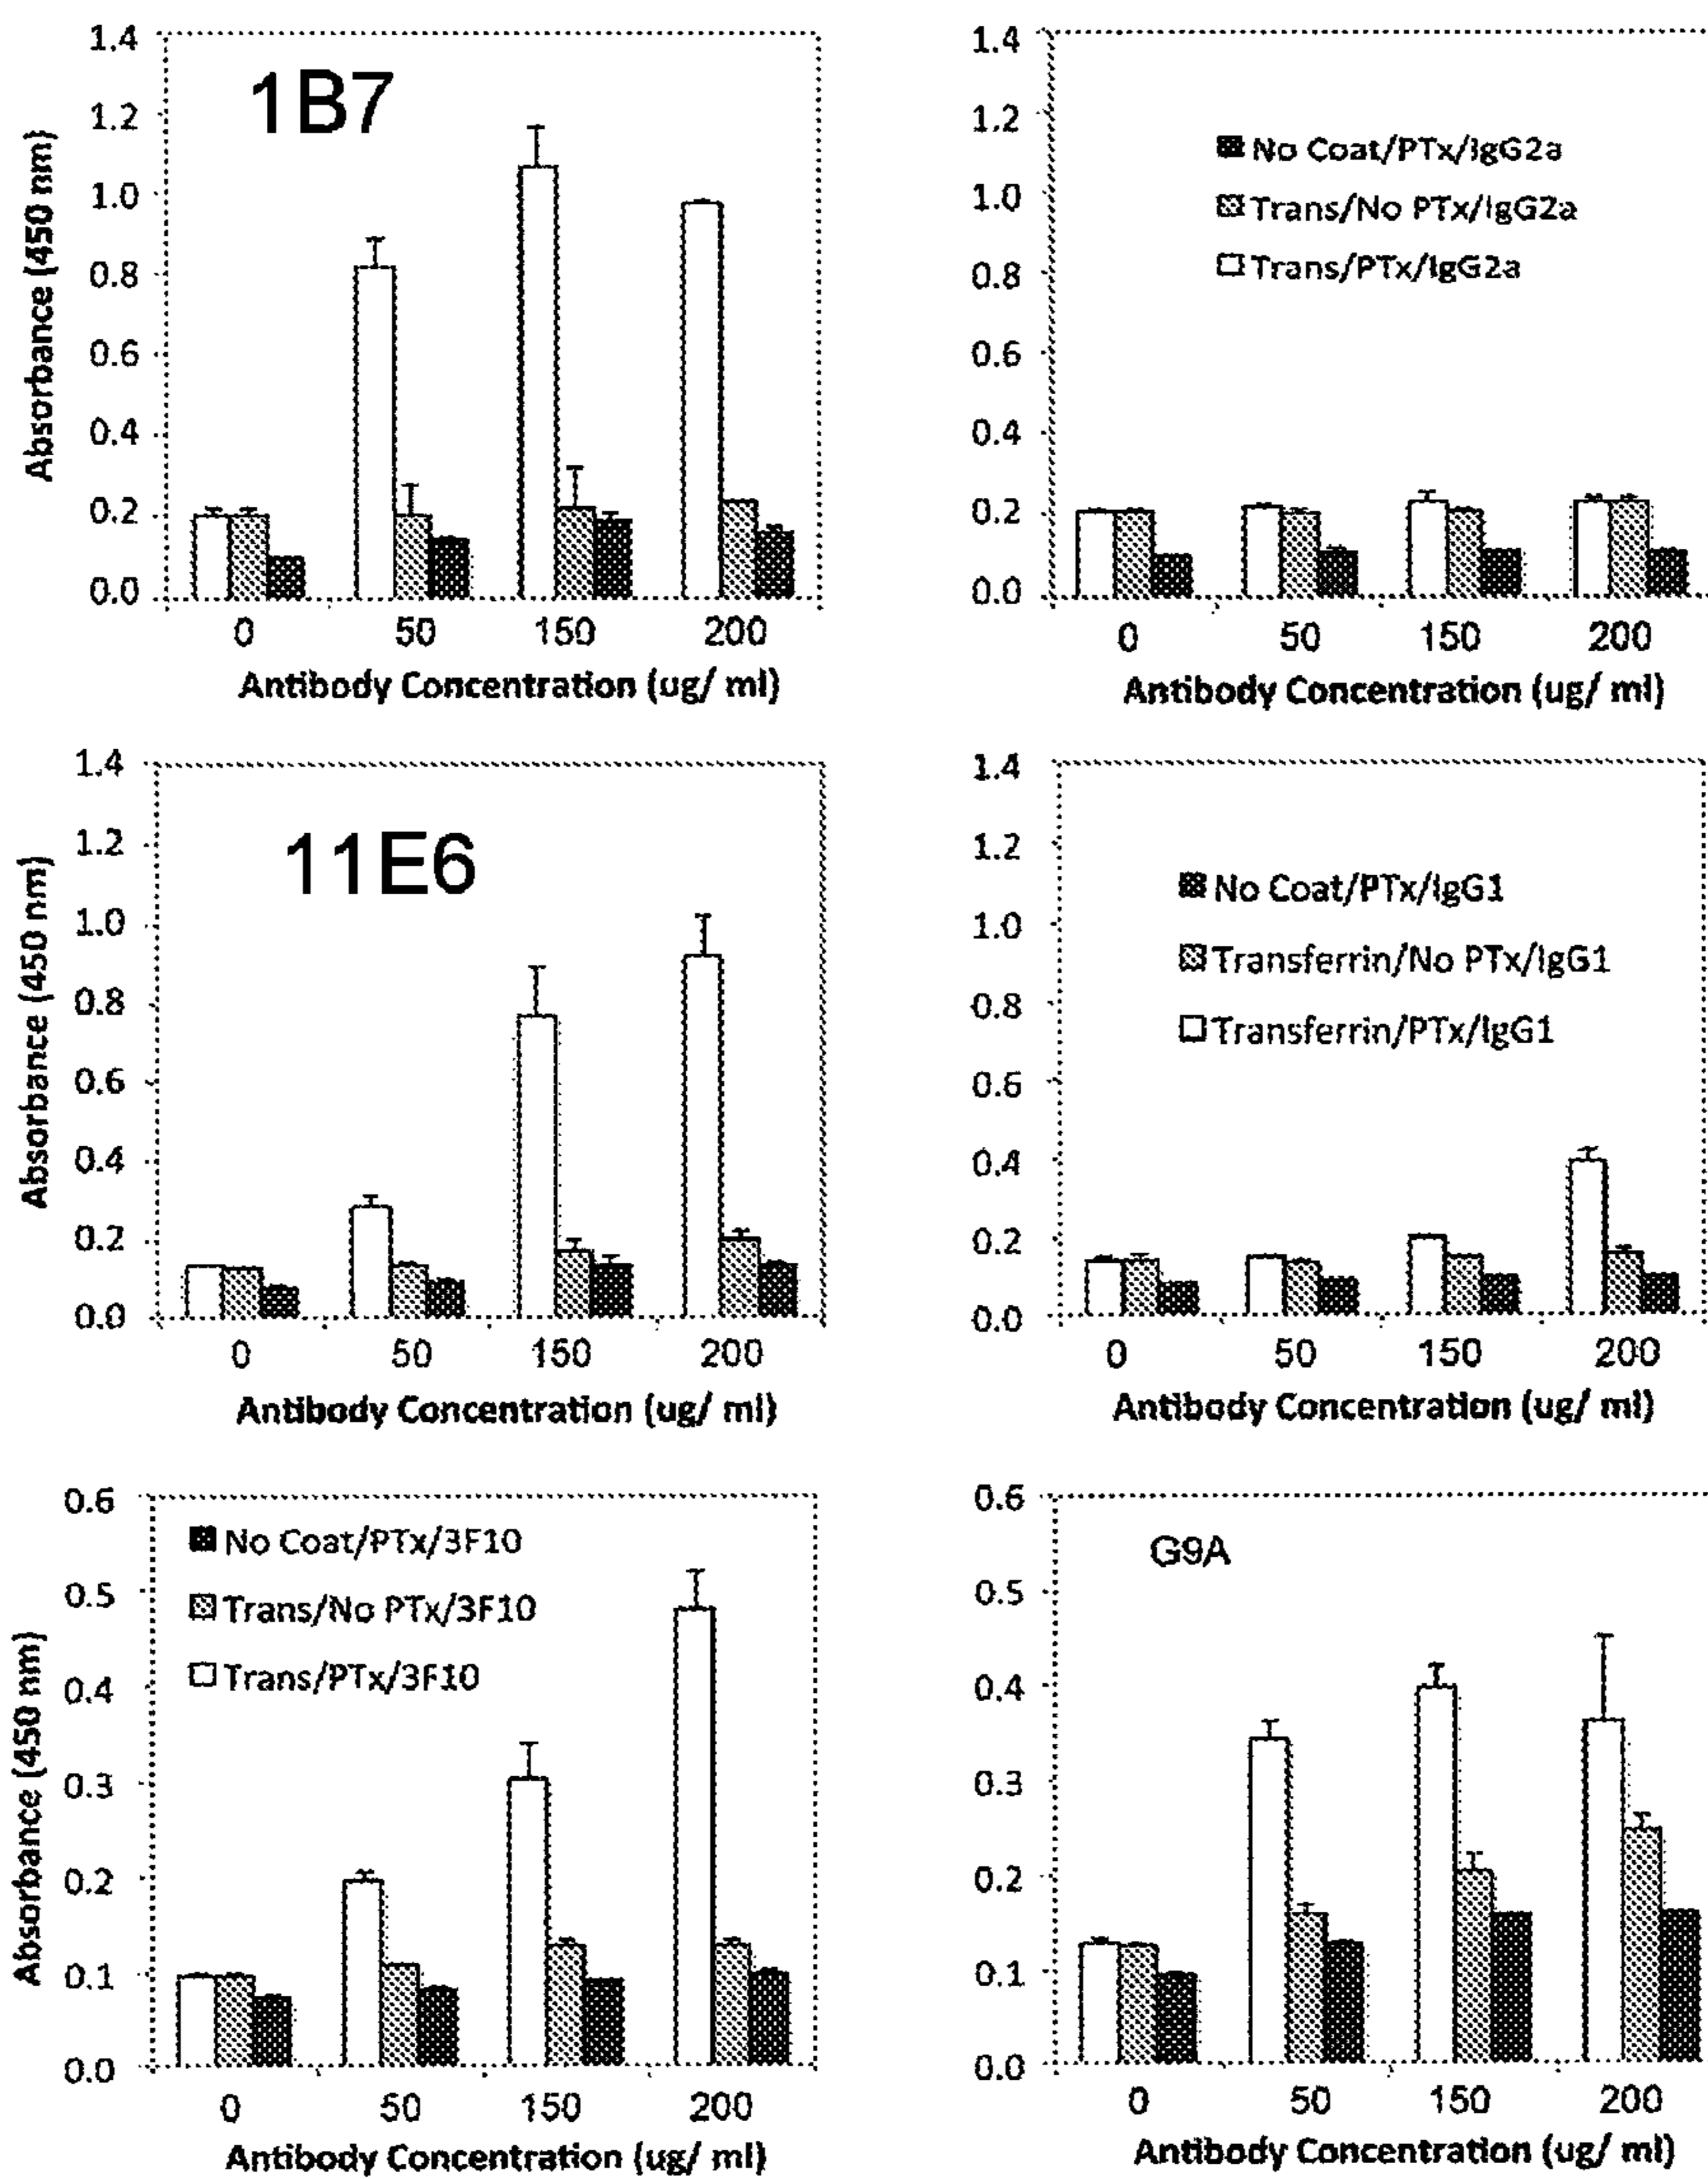 1.4
1.2
1.0
0.8
0.6
0.4
0.2
0.0
Absorbance (450 nm)
1B7
0 50 150 200
Antibody Concentration (ug/ ml)
1.4
1.2
1.0
0.8
0.6
0.4
0.2
0.0
No Coat/PTx/IgG2a
Trans/No PTx/IgG2a
Trans/PTx/IgG2a
0 50 150 200
Antibody Concentration (ug/ ml)
1.4
1.2
1.0
0.8
0.6
0.4
0.2
0.0
Absorbance (450 nm)
11E6
0 50 150 200
Antibody Concentration (ug/ ml)
1.4
1.2
1.0
0.8
0.6
0.4
0.2
0.0
No Coat/PTx/IgG1
Transferrin/No PTx/IgG1
Transferrin/PTx/IgG1
0 50 150 200
Antibody Concentration (ug/ ml)
0.6
0.5
0.4
0.3
0.2
0.1
0.0
Absorbance (450 nm)
No Coat/PTx/3F10
Trans/No PTx/3F10
Trans/PTx/3F10
0 50 150 200
Antibody Concentration (ug/ ml)
0.6
0.5
0.4
0.3
0.2
0.1
0.0
G9A
0 50 150 200
Antibody Concentration (ug/ ml)